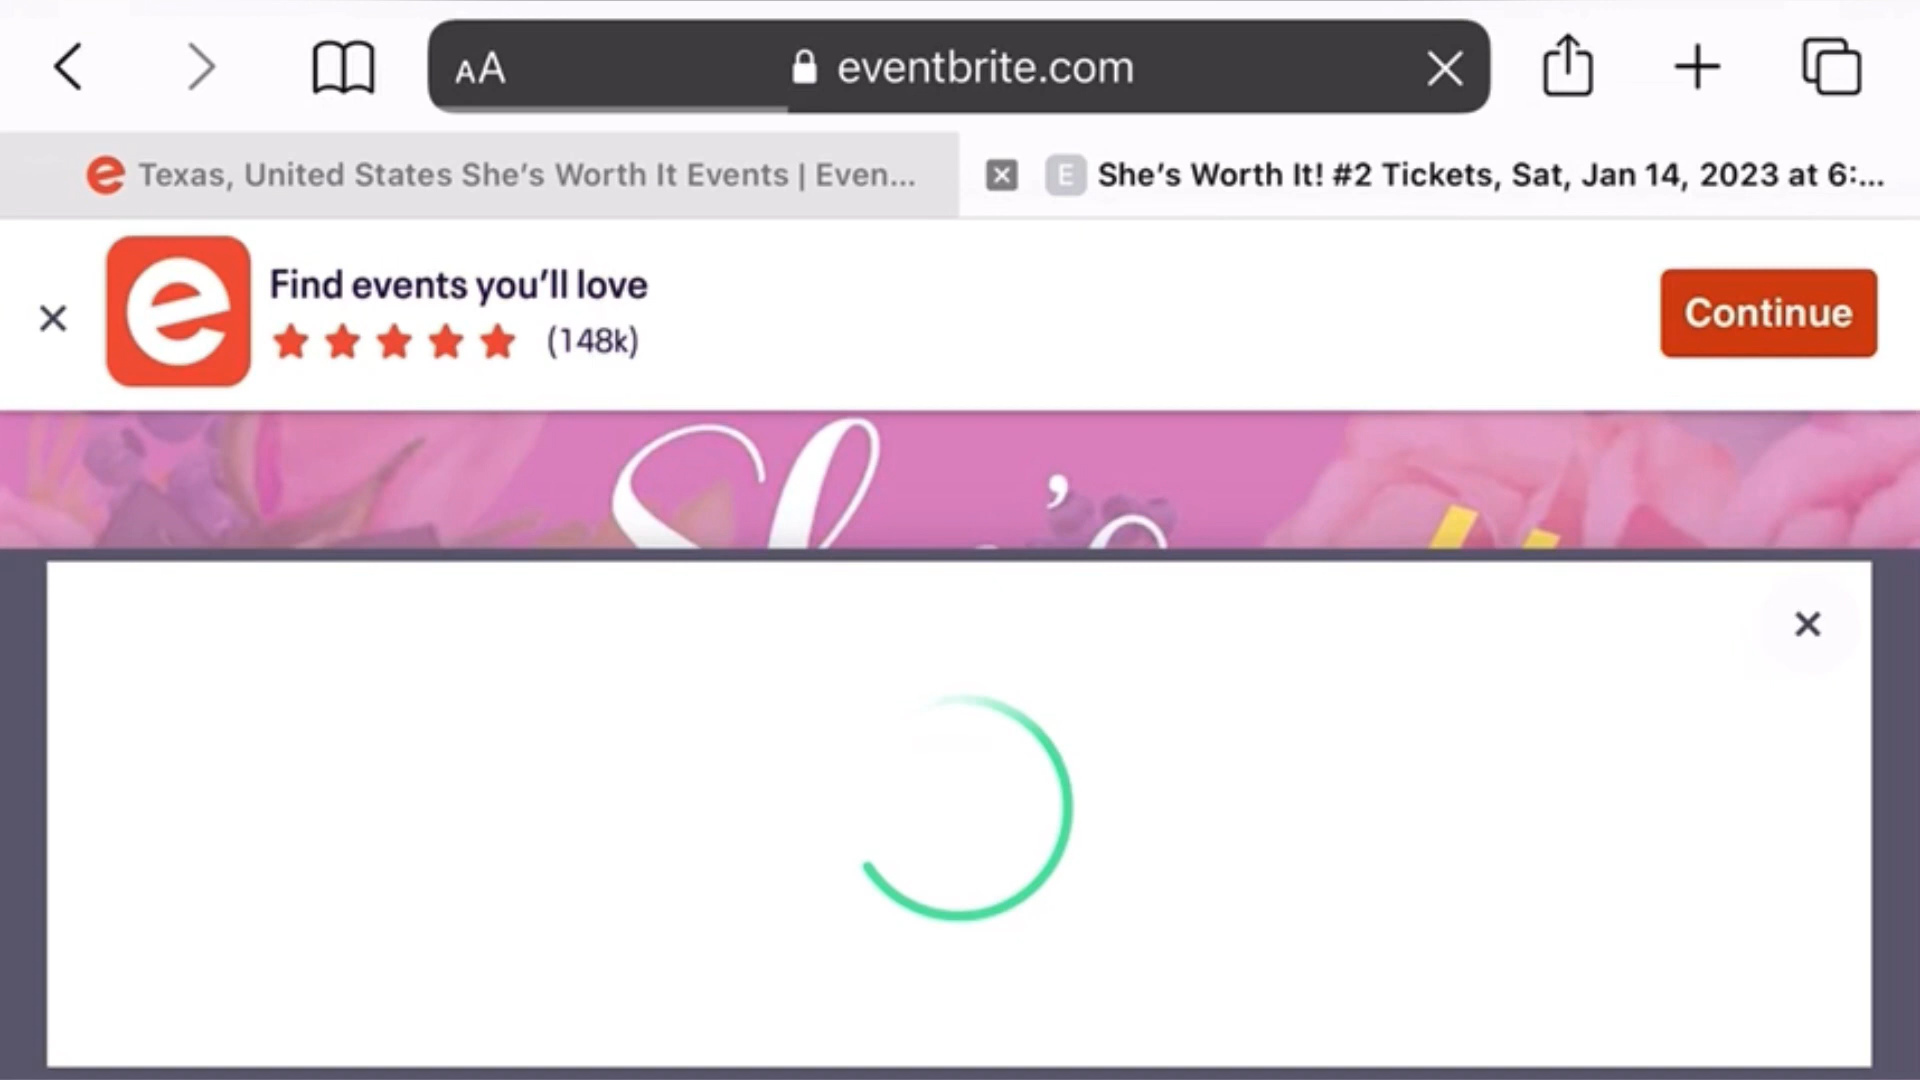 AA eventbrite.com
Texas, United States She's Worth It Events | Even...
E She's Worth It! #2 Tickets, Sat, Jan 14, 2023 at 6:...
e Find events you'll love
(148k)
Continue
She's